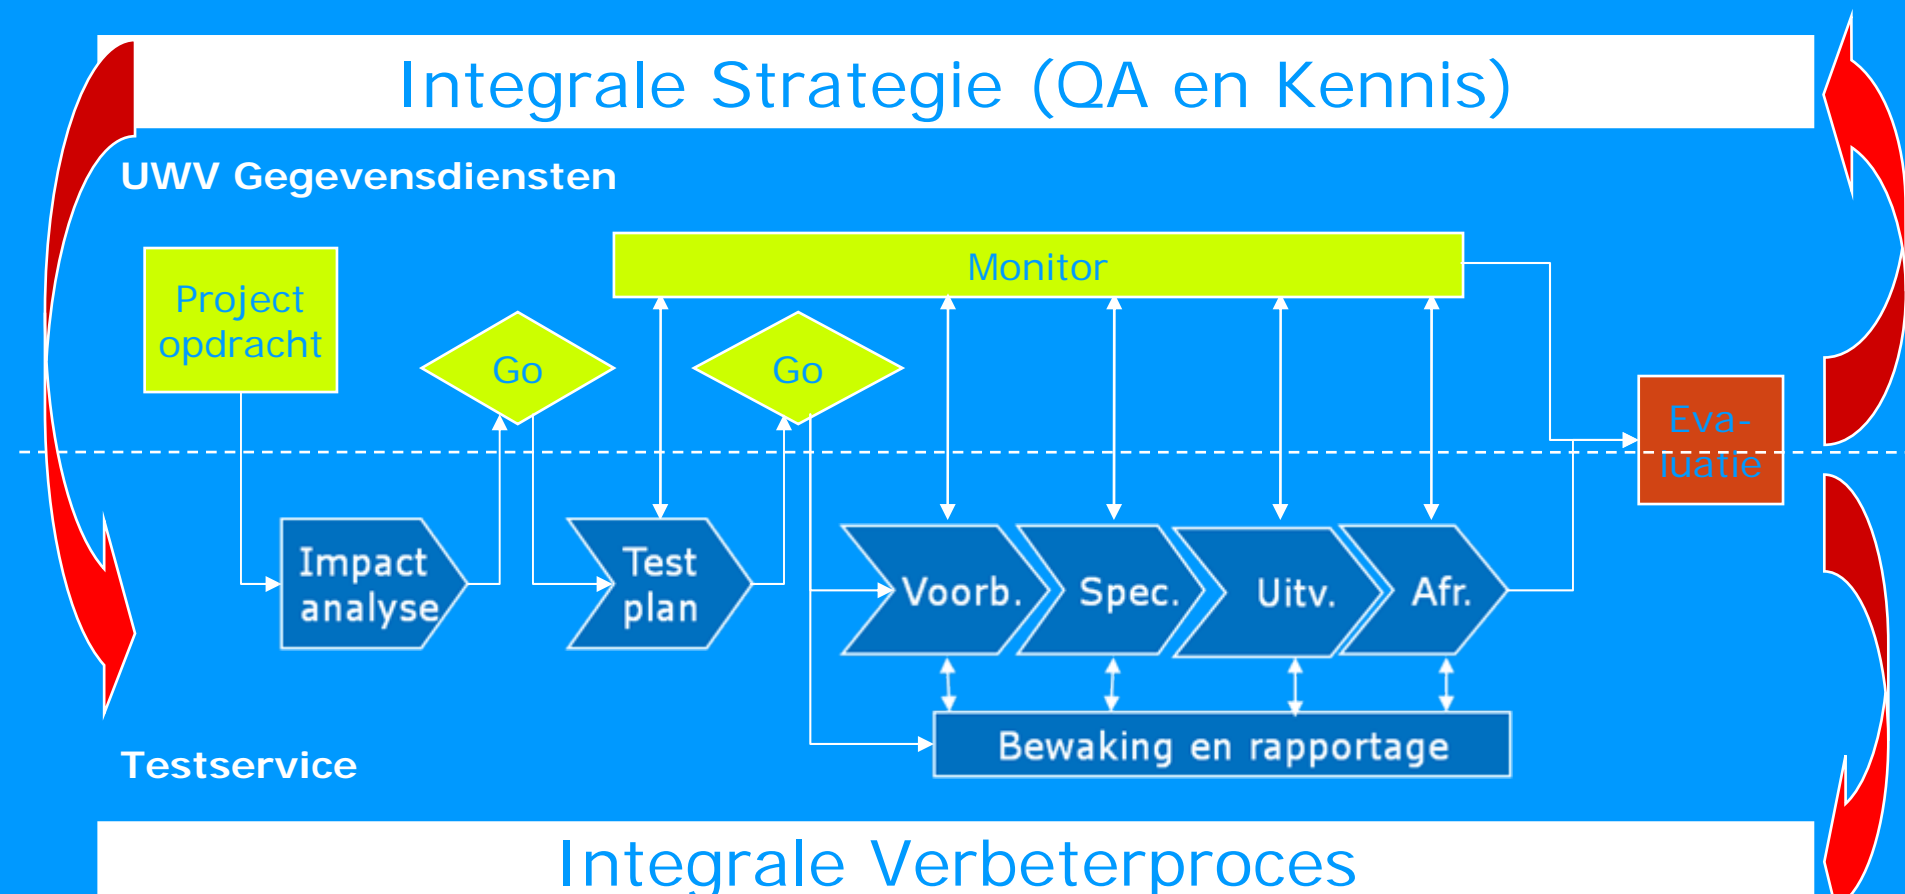 Integrale Strategie (QA en Kennis)
UWV Gegevensdiensten
Monitor
Project
opdracht
Go
Go
Eva-
luatie
Impact
analyse
Test
plan
Voorb.
Spec.
Uitv.
Afr.
Bewaking en rapportage
Testservice
Integrale Verbeterproces